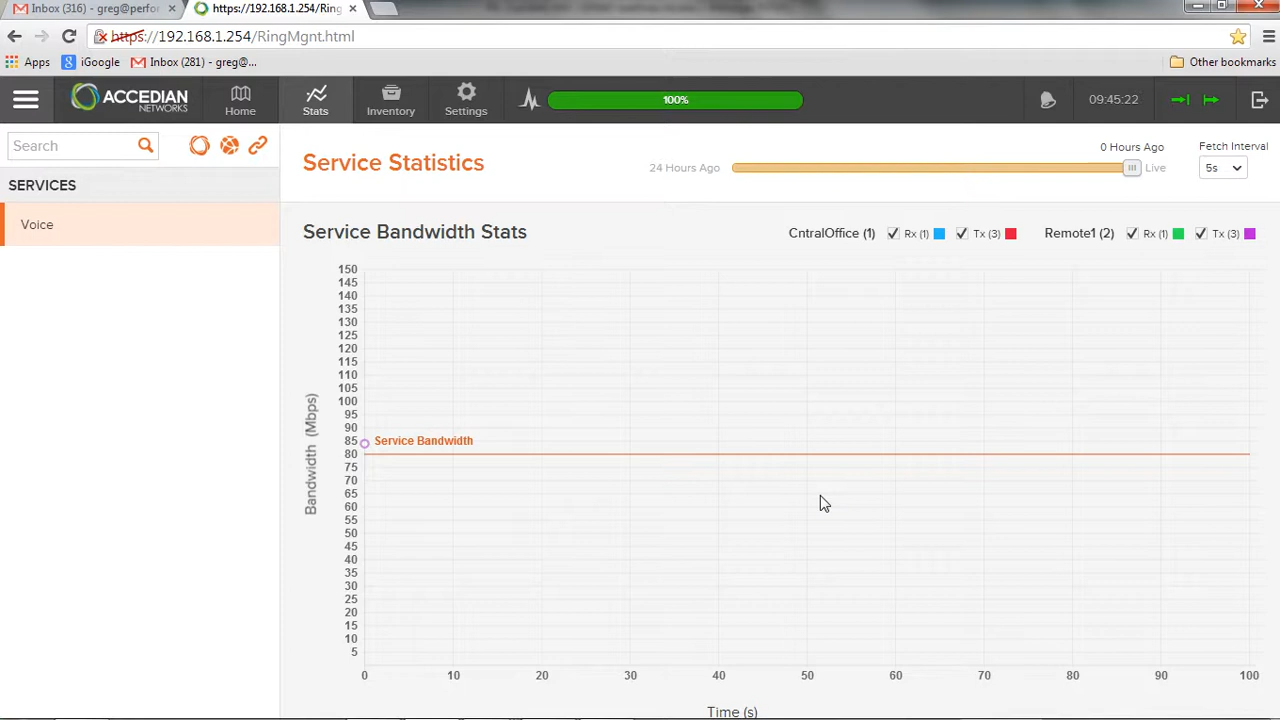 Inbox (316) - greg@perfo
https://192.168.1.254/Ring
https://192.168.1.254/RingMgnt.html
Apps
iGoogle
Inbox (281) - greg@...
Other bookmarks
ACCEDIAN
NETWORKS
Home
Stats
Inventory
Settings
100%
09:45:22
Search
SERVICES
Voice
Service Statistics
24 Hours Ago
0 Hours Ago
Live
Fetch Interval
5s
Service Bandwidth Stats
CntralOffice (1)
Rx (1)
Tx (3)
Remote1 (2)
Rx (1)
Tx (3)
Bandwidth (Mbps)
150
145
140
135
130
125
120
115
110
105
100
95
90
85
80
75
70
65
60
55
50
45
40
35
30
25
20
15
10
5
Service Bandwidth
0 10 20 30 40 50 60 70 80 90 100
Time (s)